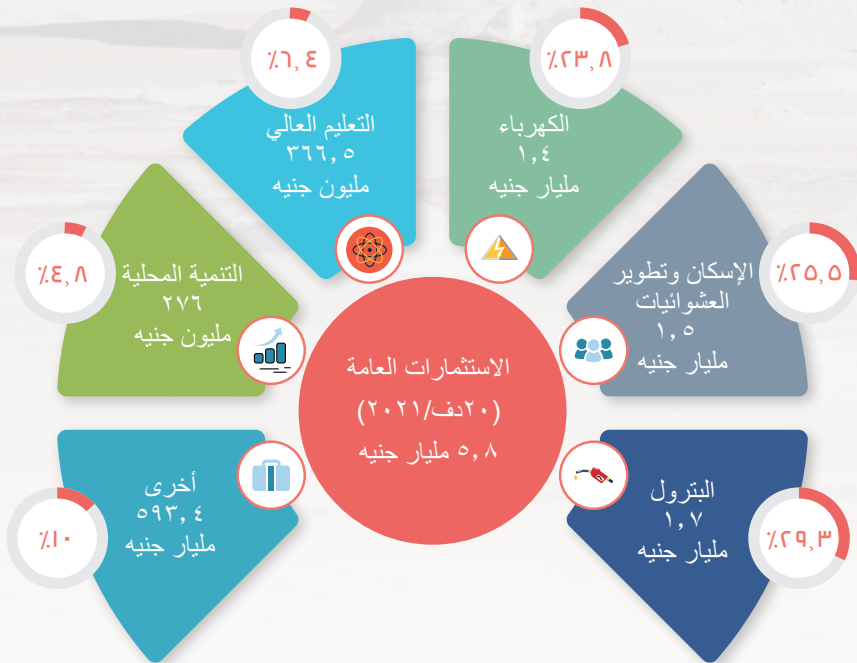 ٪٦,٤
التعليم العالي
٣٦٦,٥
مليون جنيه
٪٢٣,٨
الكهرباء
١,٤
مليار جنيه
٪٤,٨
التنمية المحلية
٢٧٦
مليون جنيه
٪٢٥,٥
الإسكان وتطوير
العشوائيات
١,٥
مليار جنيه
الاستثمارات العامة
(٢٠دف/٢٠٢١)
٥,٨ مليار جنيه
٪١٠
أخرى
٥٩٣,٤
مليار جنيه
٪٢٩,٣
البترول
١,٧
مليار جنيه